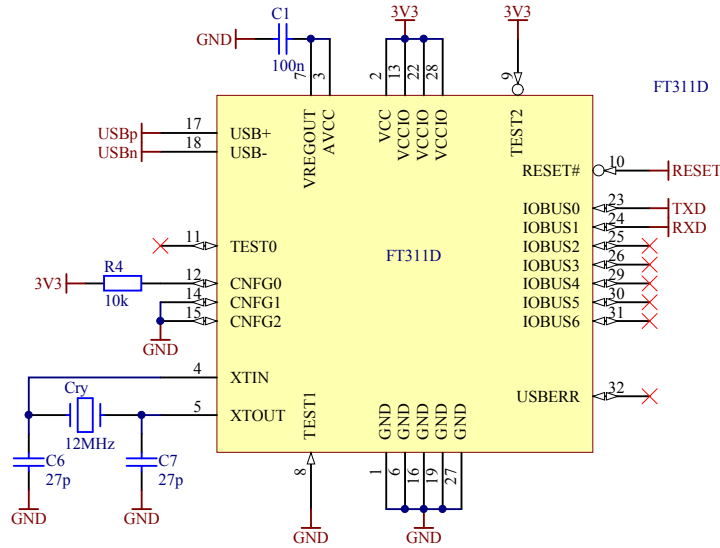 C1
3V3
3V3
GND
100n
7
3
2
13
22
28
9
FT311D
VREGOUT
AVCC
VCC
VCCIO
VCCIO
VCCIO
TEST2
USBp 17 USB+
USBn 18 USB-
RESET# 10 RESET
IOBUS0 23 TXD
IOBUS1 24 RXD
11 TEST0
IOBUS2 25
FT311D
IOBUS3 26
R4
3V3 12 CNFG0
IOBUS4 29
10k
14 CNFG1
IOBUS5 30
15 CNFG2
IOBUS6 31
GND
4 XTIN
Cry
USBERR 32
5 XTOUT
12MHz
TEST1
GND
GND
GND
GND
GND
C6
27p
C7
27p
8
1
6
16
19
27
GND
GND
GND
GND